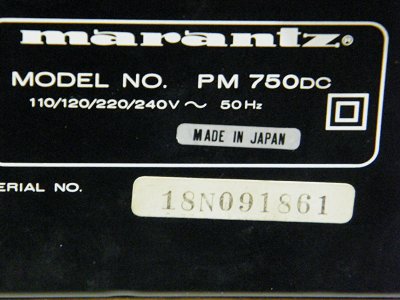 marantz®
MODEL NO. PM 750DC
110/120/220/240V ~ 50Hz
MADE IN JAPAN
ERIAL NO. 18N091861